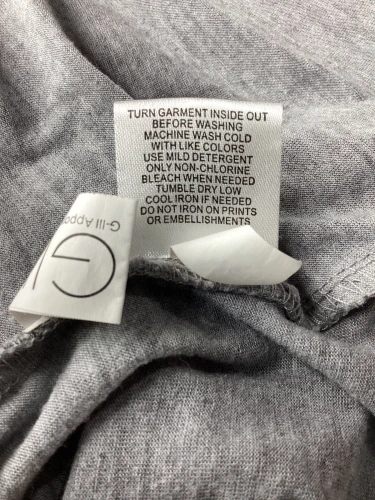 TURN GARMENT INSIDE OUT
BEFORE WASHING
MACHINE WASH COLD
WITH LIKE COLORS
USE MILD DETERGENT
ONLY NON-CHLORINE
BLEACH WHEN NEEDED
TUMBLE DRY LOW
COOL IRON IF NEEDED
DO NOT IRON ON PRINTS
OR EMBELLISHMENTS
G-III